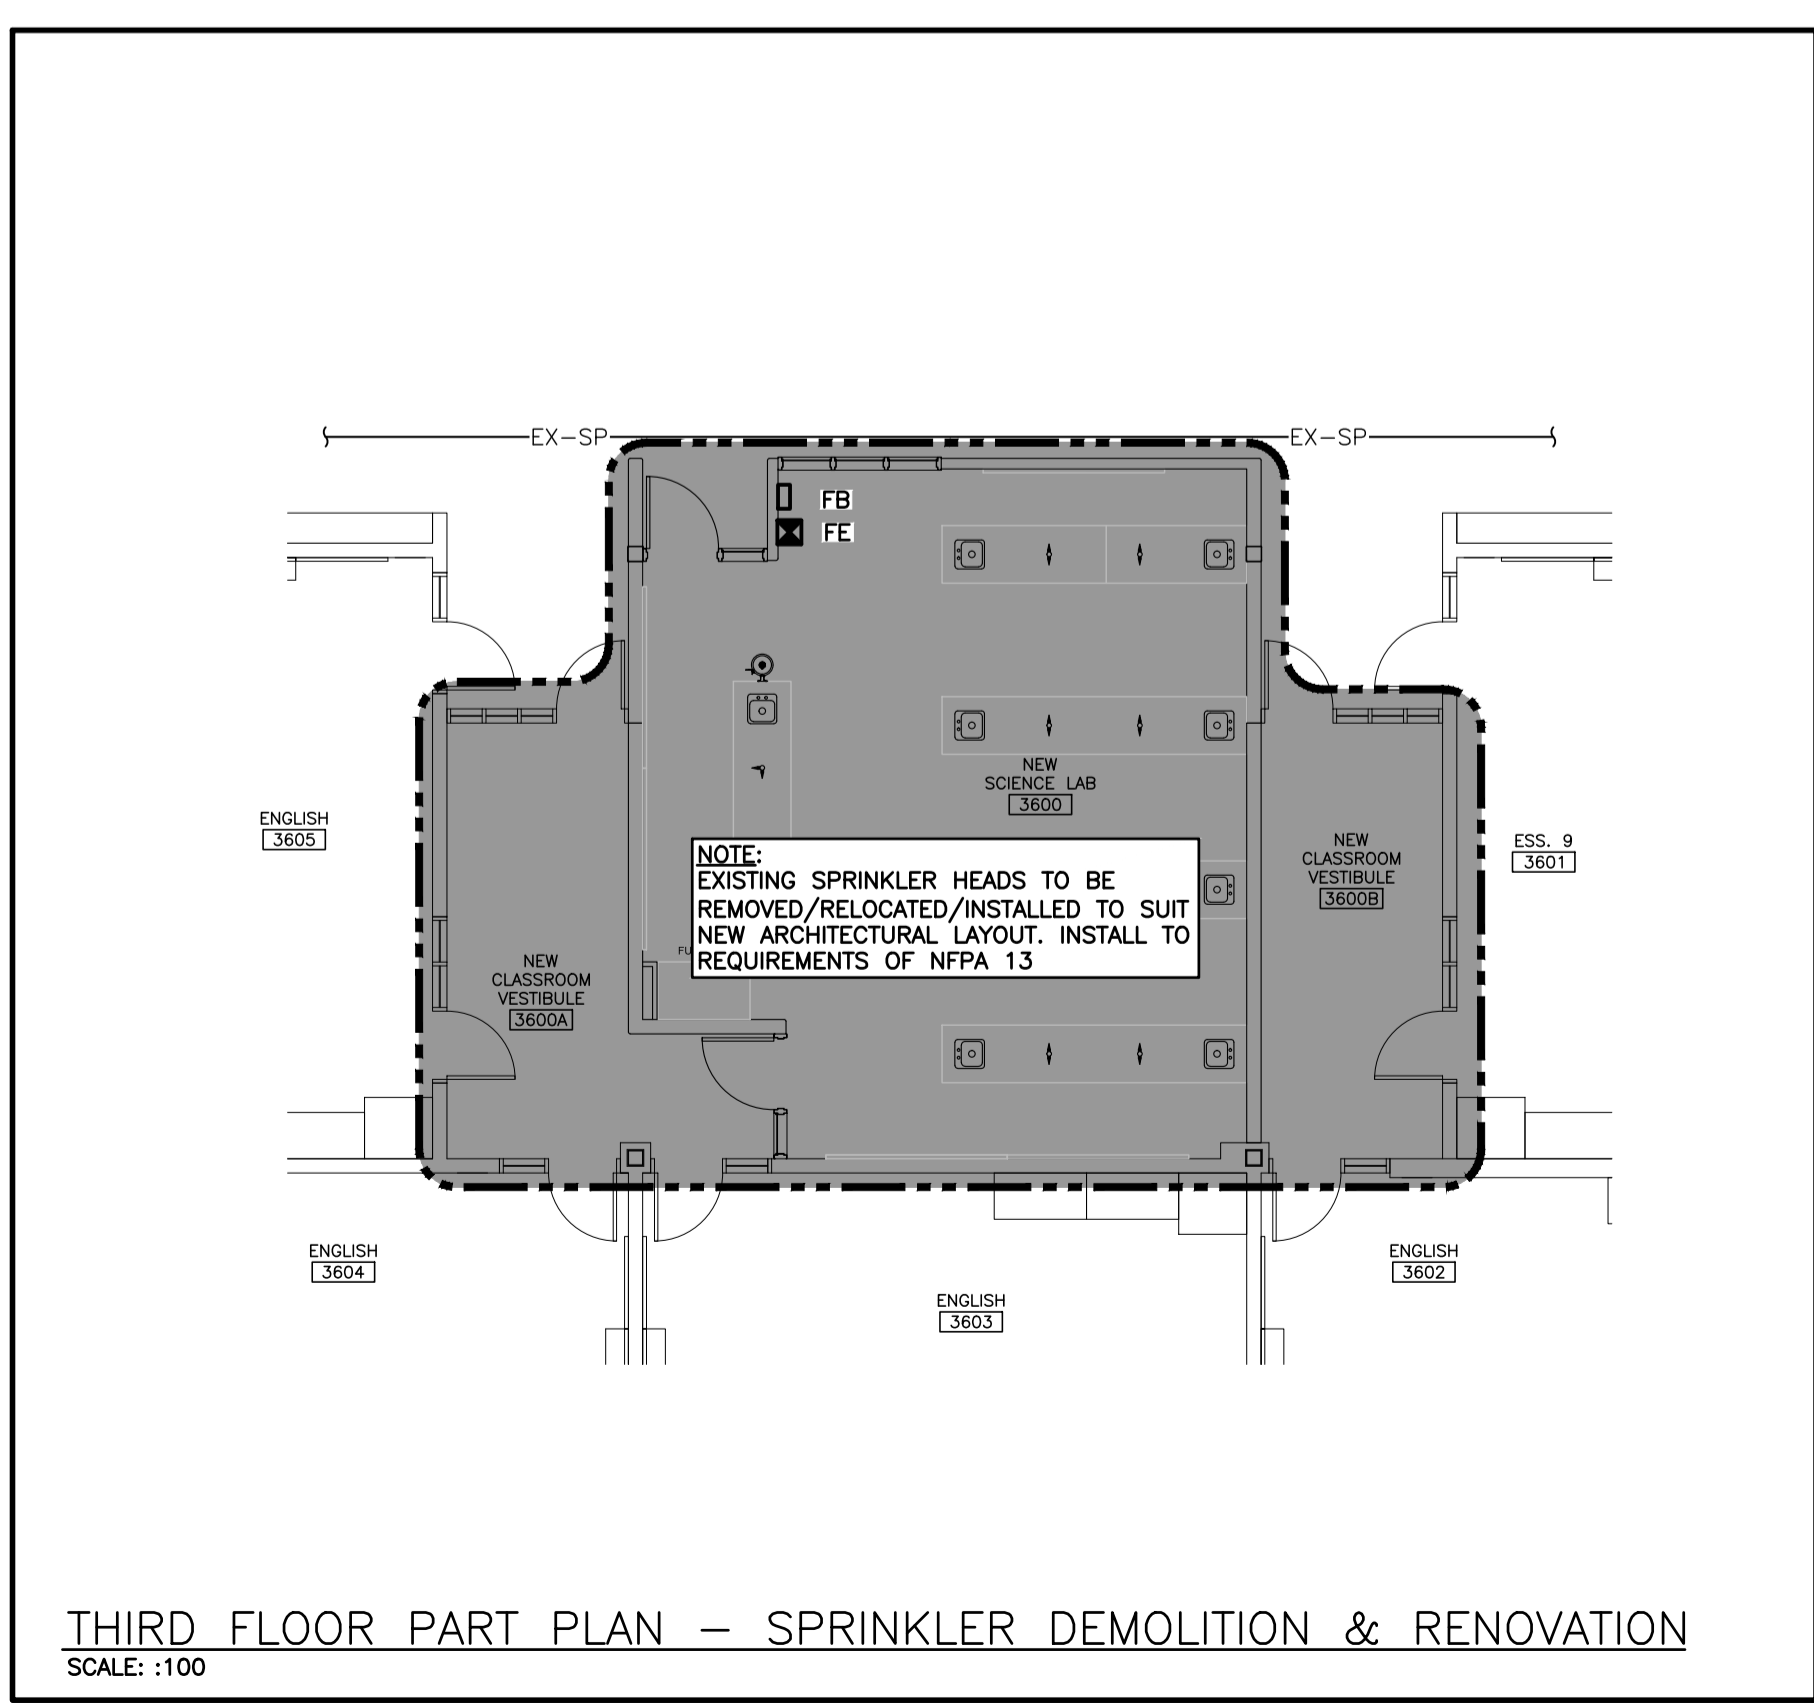 EX-SP
EX-SP
FB
FE
NEW
SCIENCE LAB
3600
ENGLISH
3605
NEW
CLASSROOM
VESTIBULE
3600B
ESS. 9
3601
NOTE:
EXISTING SPRINKLER HEADS TO BE
REMOVED/RELOCATED/INSTALLED TO SUIT
NEW ARCHITECTURAL LAYOUT. INSTALL TO
REQUIREMENTS OF NFPA 13
FU
NEW
CLASSROOM
VESTIBULE
3600A
ENGLISH
3604
ENGLISH
3602
ENGLISH
3603
THIRD FLOOR PART PLAN – SPRINKLER DEMOLITION & RENOVATION
SCALE: :100